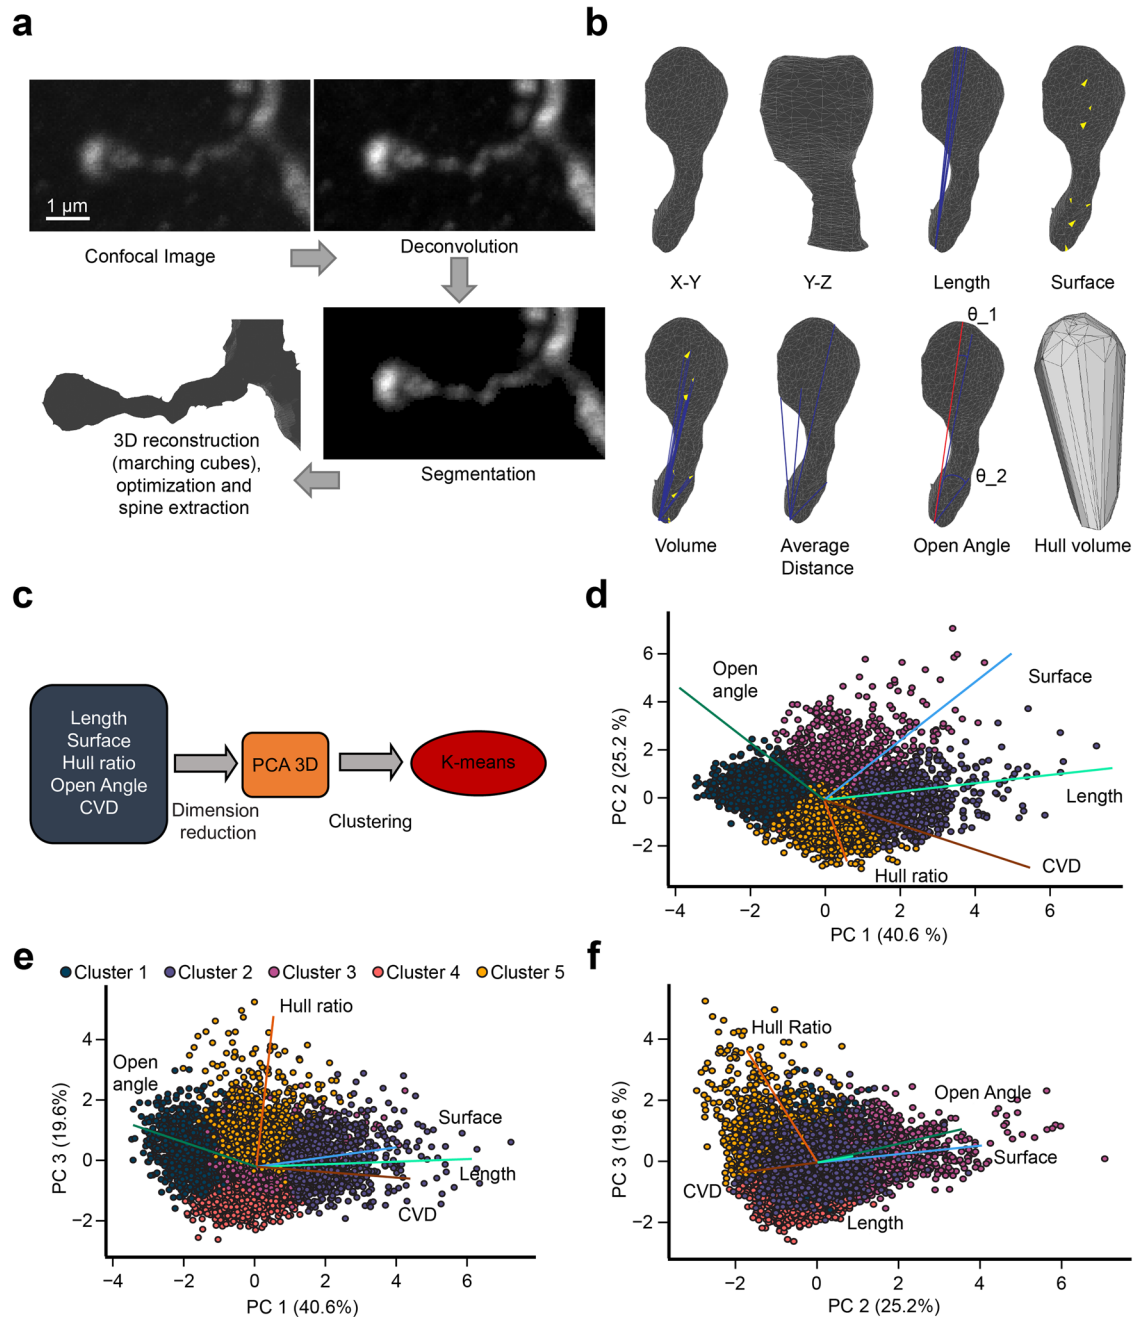 a
1 μm
Confocal Image
Deconvolution
Segmentation
3D reconstruction
(marching cubes),
optimization and
spine extraction
b
X-Y
Y-Z
Length
Surface
θ_1
θ_2
Volume
Average
Distance
Open Angle
Hull volume
c
Length
Surface
Hull ratio
Open Angle
CVD
Dimension
reduction
PCA 3D
Clustering
K-means
d
PC 2 (25.2 %)
6
4
2
0
−2
Open
angle
Surface
Length
CVD
Hull ratio
−4
−2
0
2
4
6
PC 1 (40.6 %)
e
Cluster 1
Cluster 2
Cluster 3
Cluster 4
Cluster 5
PC 3 (19.6%)
4
2
0
−2
Hull ratio
Open
angle
Surface
Length
CVD
−4
−2
0
2
4
6
PC 1 (40.6%)
f
PC 3 (19.6 %)
4
2
0
−2
Hull Ratio
Open Angle
Surface
CVD
Length
−2
0
2
4
6
PC 2 (25.2%)